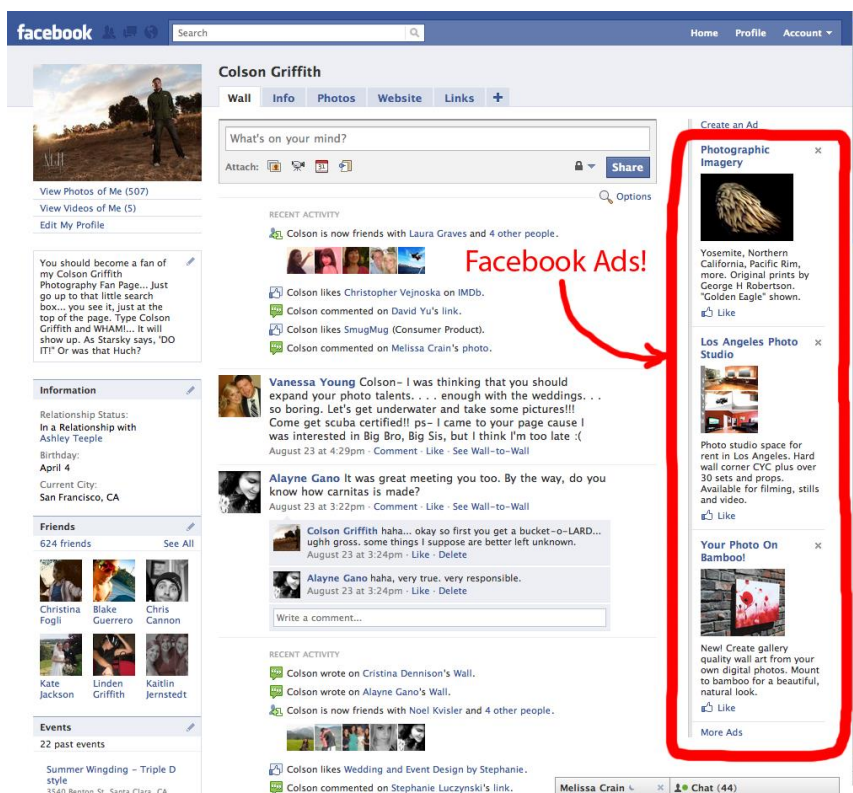 facebook
Search
Home Profile Account
Colson Griffith
Wall Info Photos Website Links +
What's on your mind?
Attach: 31
Share
Options
View Photos of Me (507)
View Videos of Me (5)
Edit My Profile
You should become a fan of
my Colson Griffith
Photography Fan Page... Just
go up to that little search
box... you see it, just at the
top of the page. Type Colson
Griffith and WHAM!... It will
show up. As Starsky says, 'DO
IT!' Or was that Huch?
Information
Relationship Status:
In a Relationship with
Ashley Teeple
Birthday:
April 4
Current City:
San Francisco, CA
Friends
624 friends See All
Christina Fogli
Blake Guerrero
Chris Cannon
Kate Jackson
Linden Griffith
Kaitlin Jernstedt
Events
22 past events
Summer Wingding – Triple D
style
3540 Benton St, Santa Clara, CA
RECENT ACTIVITY
Colson is now friends with Laura Graves and 4 other people.
Facebook Ads!
Colson likes Christopher Vejnoska on IMDb.
Colson commented on David Yu's link.
Colson likes SmugMug (Consumer Product).
Colson commented on Melissa Crain's photo.
Vanessa Young Colson– I was thinking that you should
expand your photo talents. . . . enough with the weddings. . .
so boring. Let's get underwater and take some pictures!!!
Come get scuba certified!! ps– I came to your page cause I
was interested in Big Bro, Big Sis, but I think I'm too late :(
August 23 at 4:29pm · Comment · Like · See Wall-to-Wall
Alayne Gano It was great meeting you too. By the way, do you
know how carnitas is made?
August 23 at 3:22pm · Comment · Like · See Wall-to-Wall
Colson Griffith haha... okay so first you get a bucket-o-LARD...
ughh gross. some things I suppose are better left unknown.
August 23 at 3:24pm · Like · Delete
Alayne Gano haha, very true. very responsible.
August 23 at 3:24pm · Like · Delete
Write a comment...
RECENT ACTIVITY
Colson wrote on Cristina Dennison's Wall.
Colson wrote on Alayne Gano's Wall.
Colson is now friends with Noel Kvisler and 4 other people.
Colson likes Wedding and Event Design by Stephanie.
Colson commented on Stephanie Luczynski's link.
Create an Ad
Photographic
Imagery
Yosemite, Northern
California, Pacific Rim,
more. Original prints by
George H Robertson.
"Golden Eagle" shown.
Like
Los Angeles Photo
Studio
Photo studio space for
rent in Los Angeles. Hard
wall corner CYC plus over
30 sets and props.
Available for filming, stills
and video.
Like
Your Photo On
Bamboo!
New! Create gallery
quality wall art from your
own digital photos. Mount
to bamboo for a beautiful,
natural look.
Like
More Ads
Melissa Crain
Chat (44)